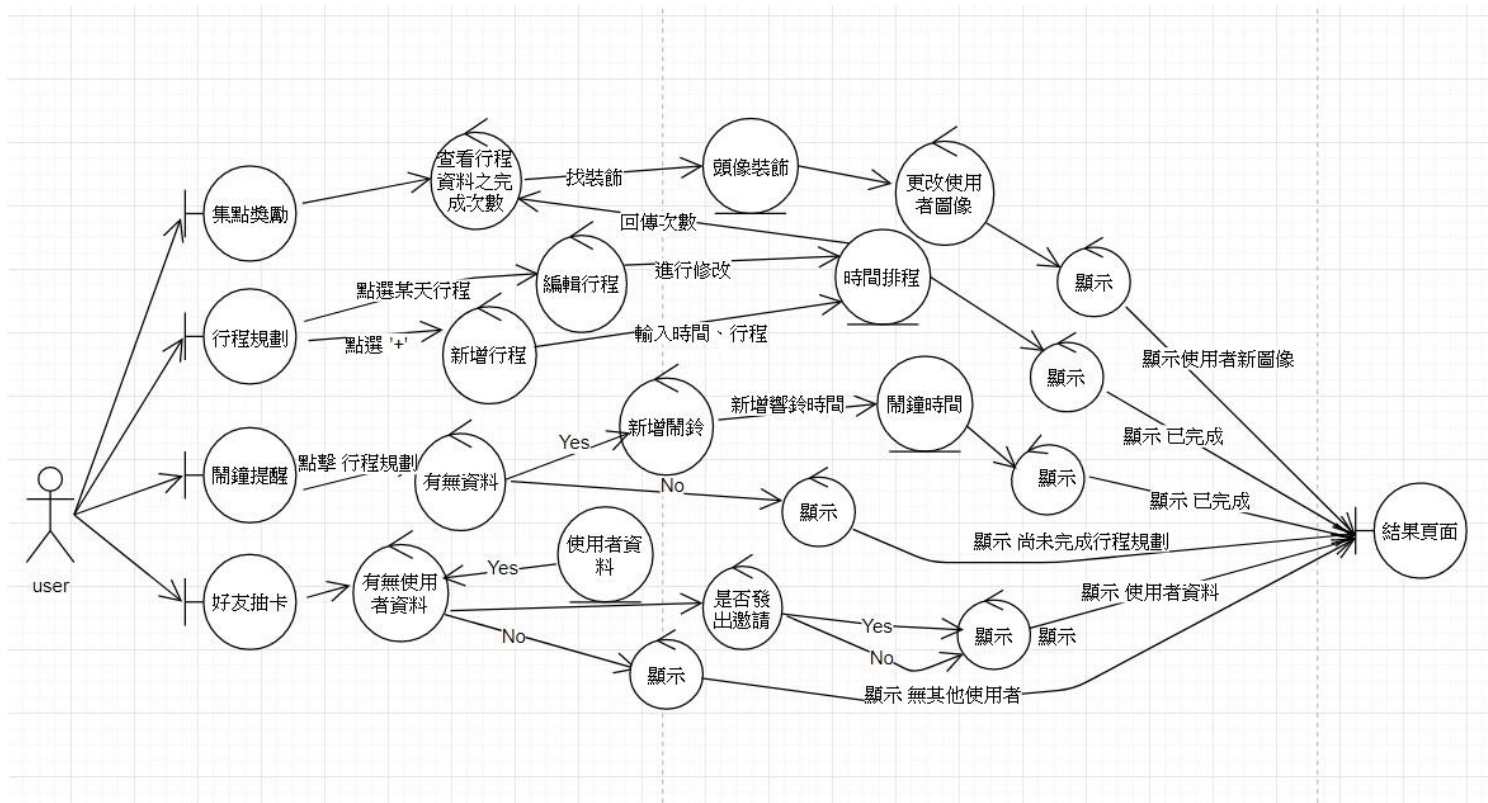 查看行程
資料之完
成次數
找裝飾
頭像裝飾
更改使用
者圖像
集點獎勵
回傳次數
點選某天行程
編輯行程
進行修改
時間排程
顯示
行程規劃
點選 '+'
新增行程
輸入時間、行程
顯示
顯示使用者新圖像
新增鬧鈴
新增響鈴時間
鬧鐘時間
顯示 已完成
Yes
鬧鐘提醒
點擊 行程規劃
有無資料
No
顯示
顯示 已完成
顯示
顯示 尚未完成行程規劃
結果頁面
user
使用者資
料
Yes
好友抽卡
有無使用
者資料
是否發
出邀請
Yes
No
顯示
顯示
顯示 使用者資料
No
顯示
顯示 無其他使用者